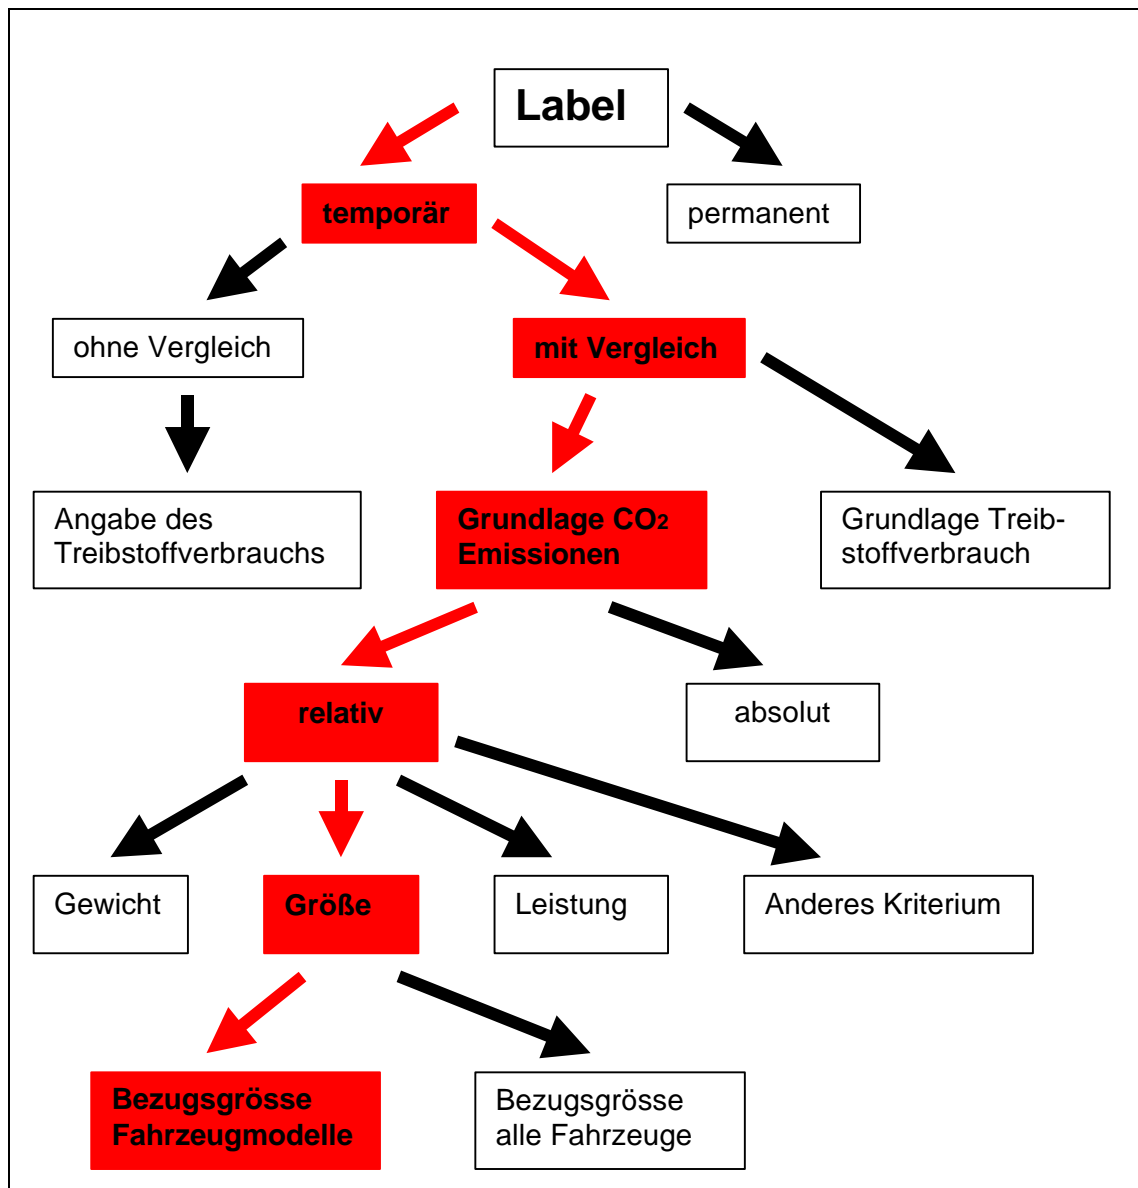 Label
temporär
permanent
ohne Vergleich
mit Vergleich
Angabe des
Treibstoffverbrauchs
Grundlage CO2
Emissionen
Grundlage Treib-
stoffverbrauch
relativ
absolut
Gewicht
Größe
Leistung
Anderes Kriterium
Bezugsgrösse
Fahrzeugmodelle
Bezugsgrösse
alle Fahrzeuge